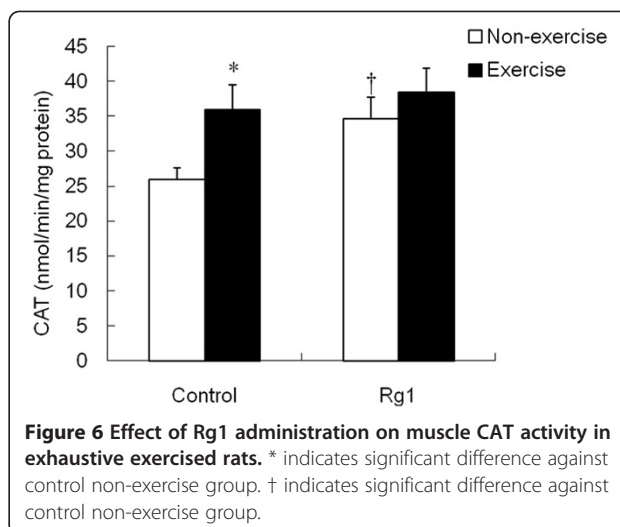 45
40
35
30
25
20
15
10
5
0
CAT (nmol/min/mg protein)
*
†
Non-exercise
Exercise
Control
Rg1
Figure 6 Effect of Rg1 administration on muscle CAT activity in
exhaustive exercised rats. * indicates significant difference against
control non-exercise group. † indicates significant difference against
control non-exercise group.